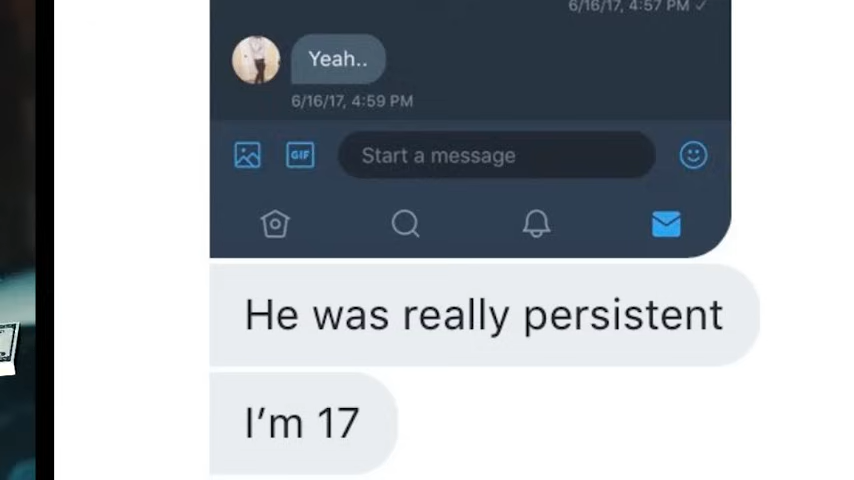 6/16/17, 4:57 PM ✓
Yeah..
6/16/17, 4:59 PM
GIF
Start a message
He was really persistent
I'm 17